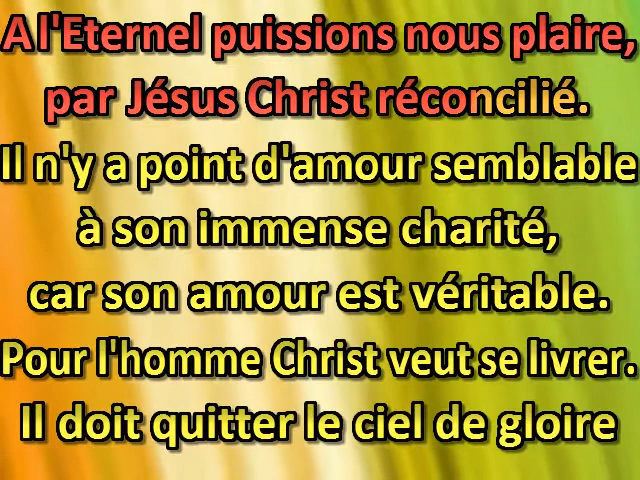 A l'Eternel puissions nous plaire,
par Jésus Christ réconcilié.
Il n'y a point d'amour semblable
à son immense charité,
car son amour est véritable.
Pour l'homme Christ veut se livrer.
Il doit quitter le ciel de gloire